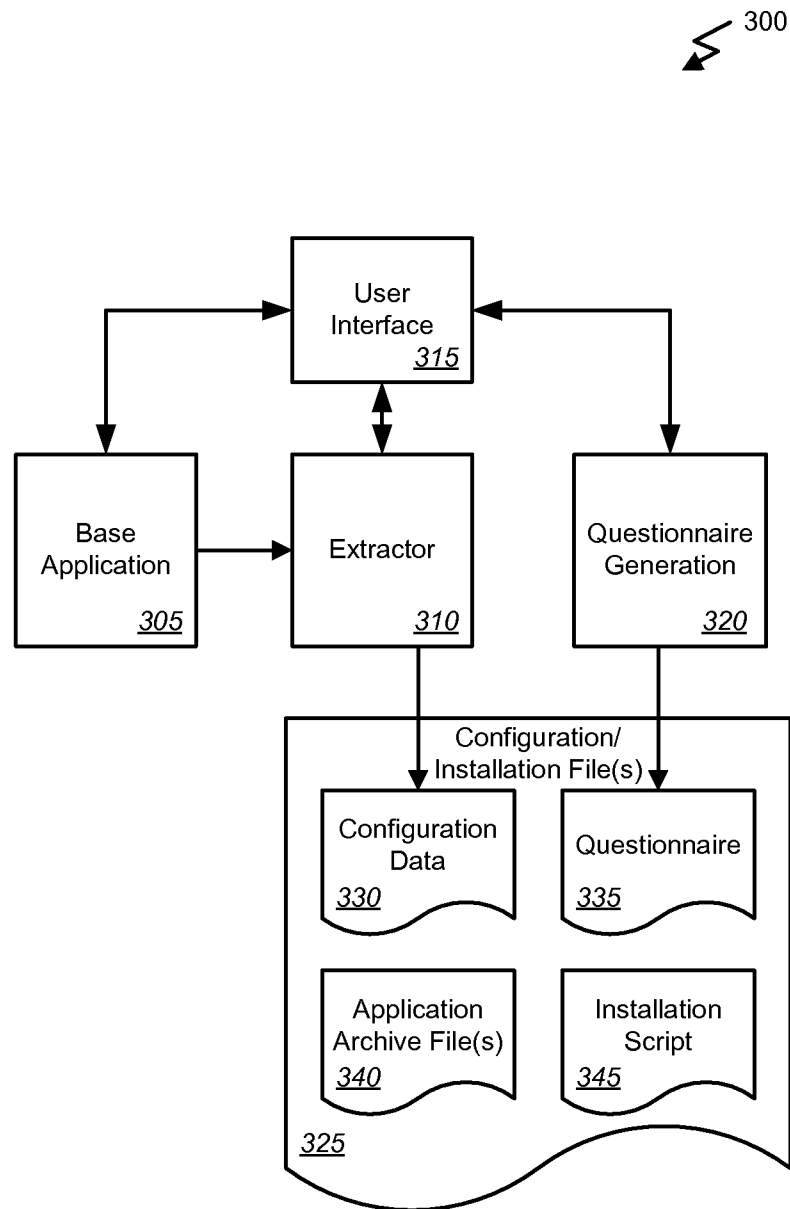 300
User
Interface
315
Base
Application
305
Extractor
310
Questionnaire
Generation
320
Configuration/
Installation File(s)
Configuration
Data
330
Questionnaire
335
Application
Archive File(s)
340
Installation
Script
345
325